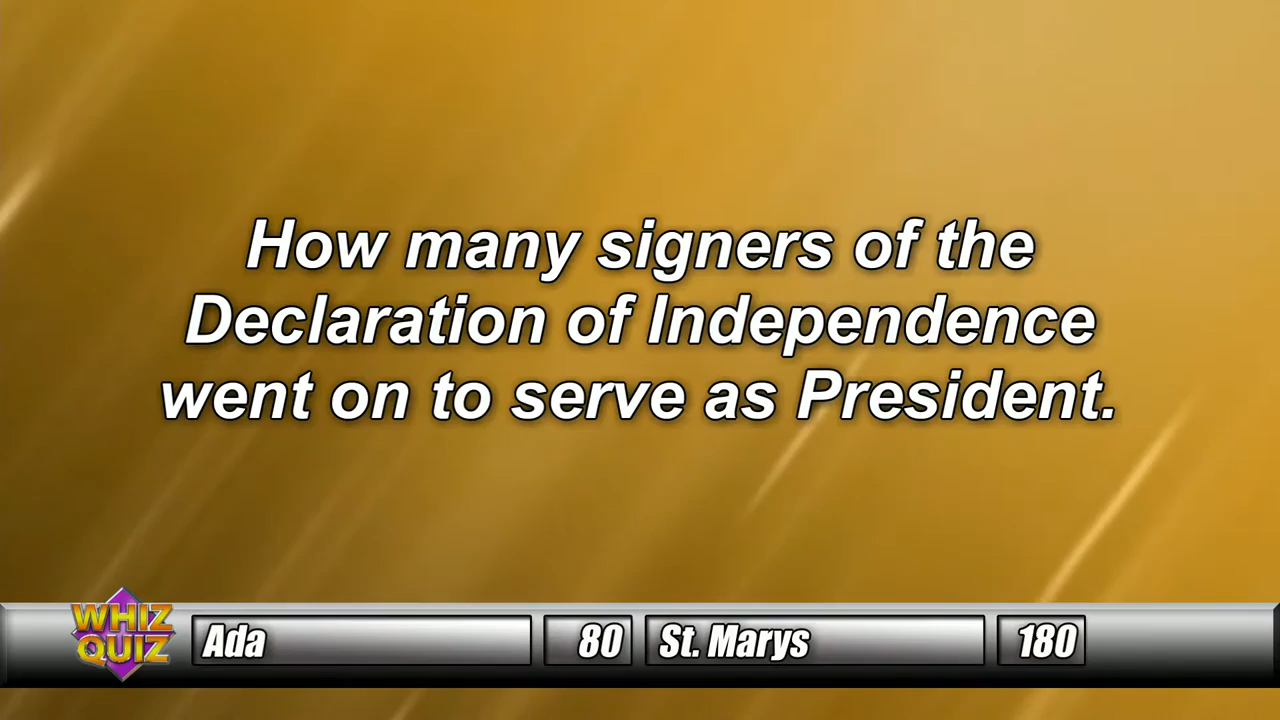 How many signers of the
Declaration of Independence
went on to serve as President.
WHIZ
QUIZ
Ada
80
St. Marys
180